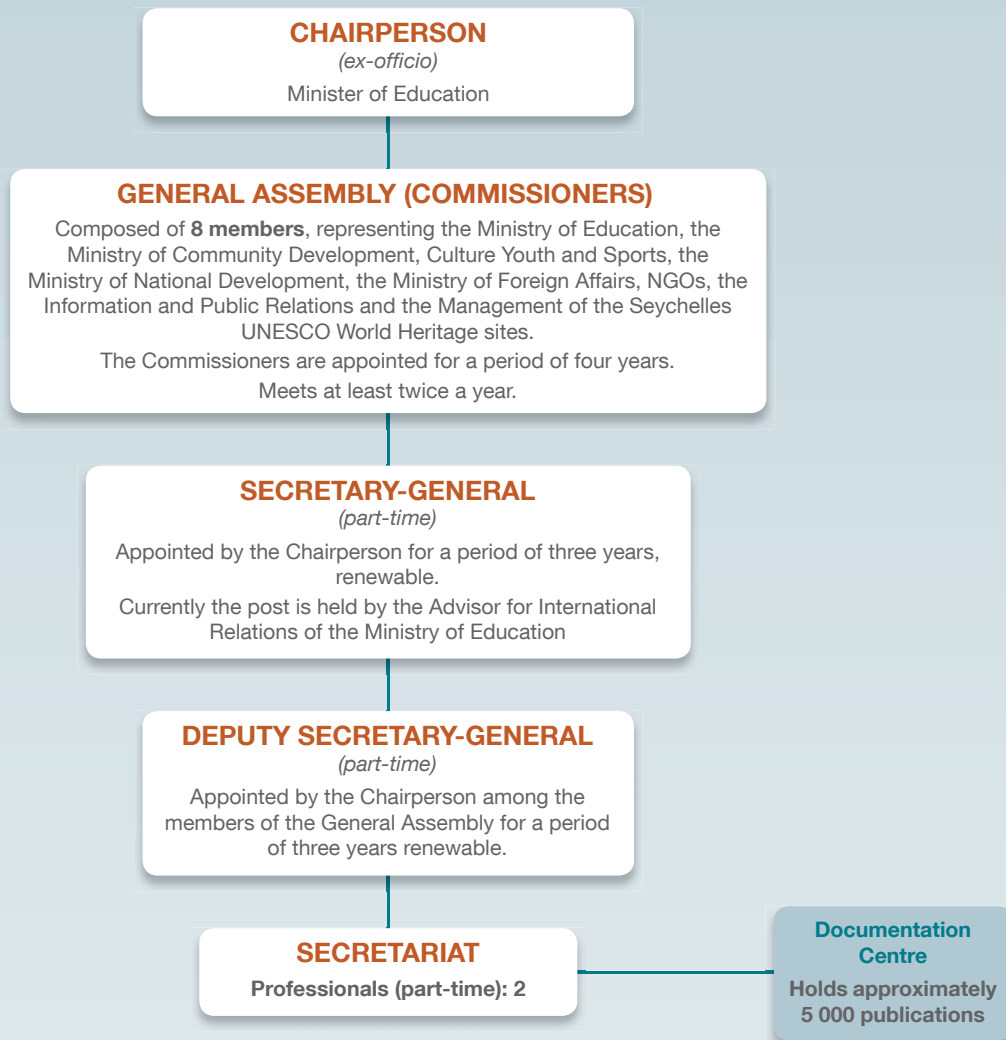 CHAIRPERSON
(ex-officio)
Minister of Education
GENERAL ASSEMBLY (COMMISSIONERS)
Composed of 8 members, representing the Ministry of Education, the
Ministry of Community Development, Culture Youth and Sports, the
Ministry of National Development, the Ministry of Foreign Affairs, NGOs, the
Information and Public Relations and the Management of the Seychelles
UNESCO World Heritage sites.
The Commissioners are appointed for a period of four years.
Meets at least twice a year.
SECRETARY-GENERAL
(part-time)
Appointed by the Chairperson for a period of three years,
renewable.
Currently the post is held by the Advisor for International
Relations of the Ministry of Education
DEPUTY SECRETARY-GENERAL
(part-time)
Appointed by the Chairperson among the
members of the General Assembly for a period
of three years renewable.
SECRETARIAT
Professionals (part-time): 2
Documentation
Centre
Holds approximately
5 000 publications